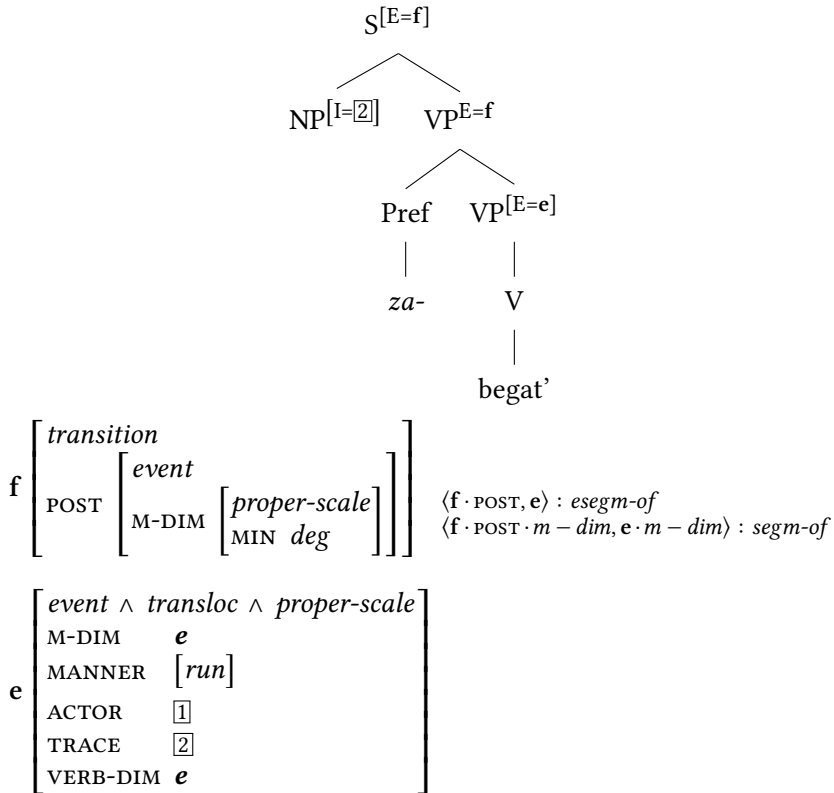 S[E=f]
NP[I=2] VP E=f
Pref VP[E=e]
za- V
begat’
f [transition
POST [event
M-DIM [proper-scale
MIN deg]]]
⟨f · POST, e⟩ : esegm-of
⟨f · POST · m − dim, e · m − dim⟩ : segm-of
e [event ∧ transloc ∧ proper-scale
M-DIM e
MANNER [run]
ACTOR 1
TRACE 2
VERB-DIM e]